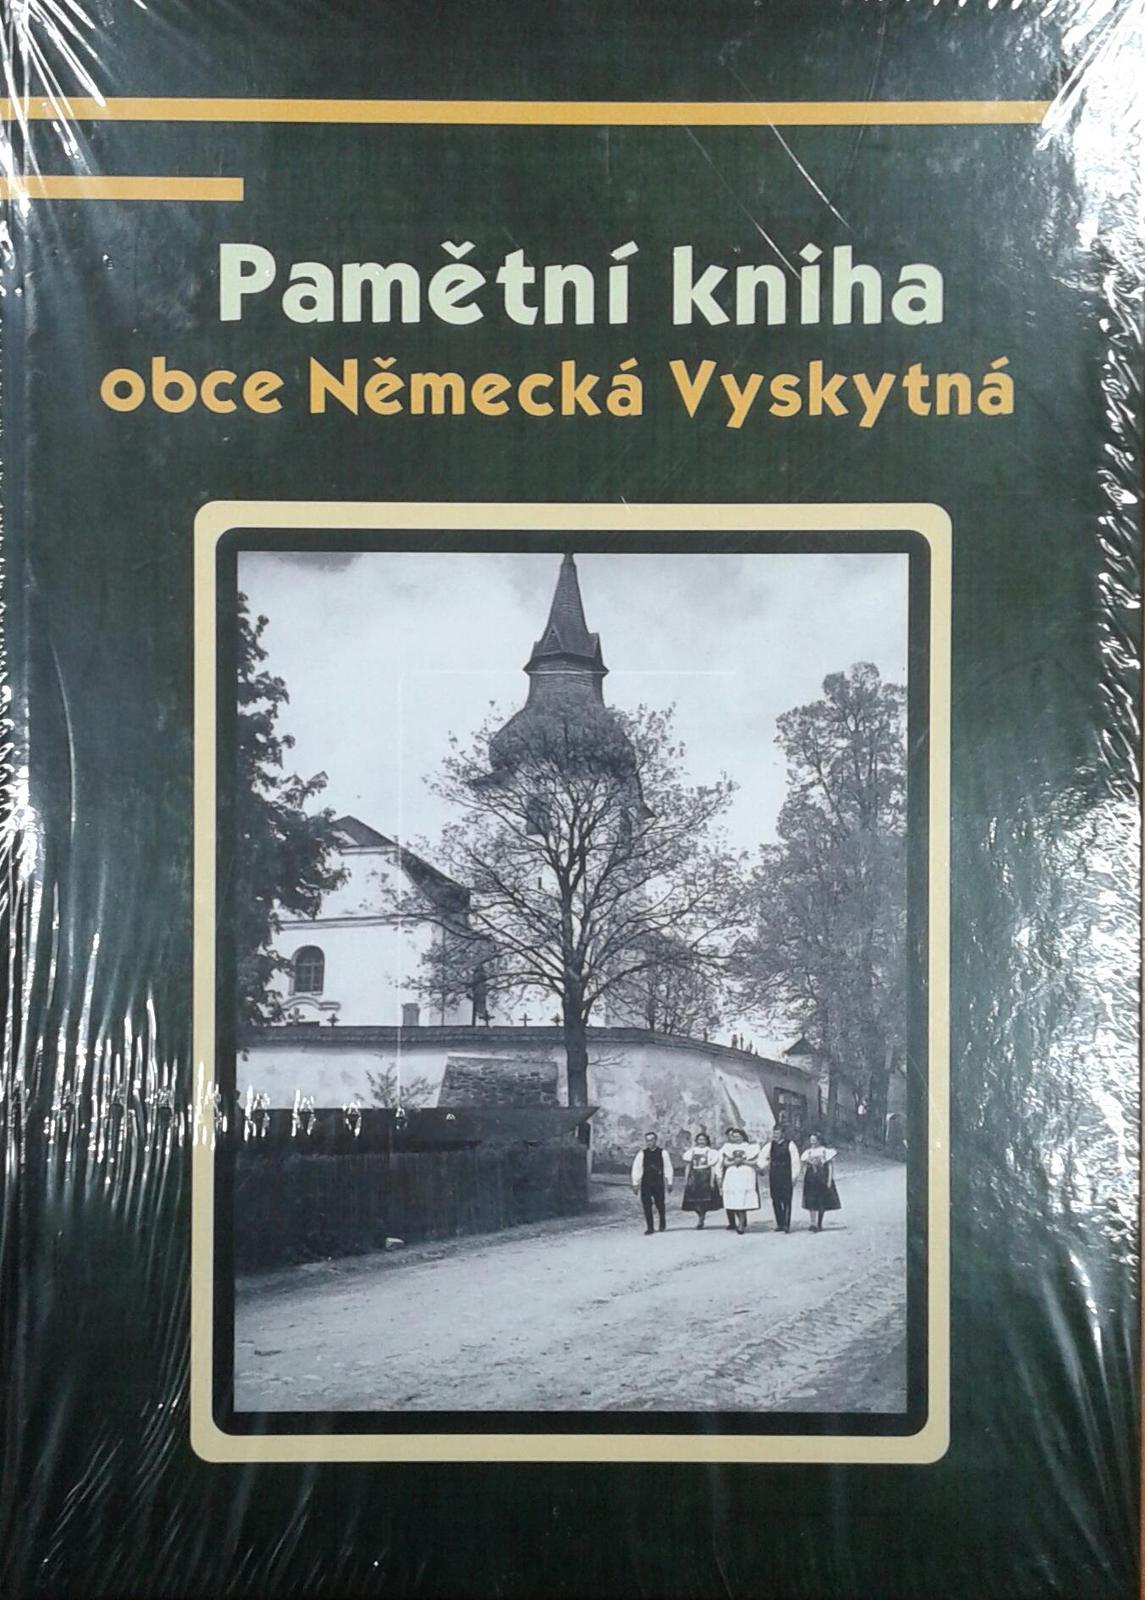 Pamětní kniha
obce Německá Vyskytná